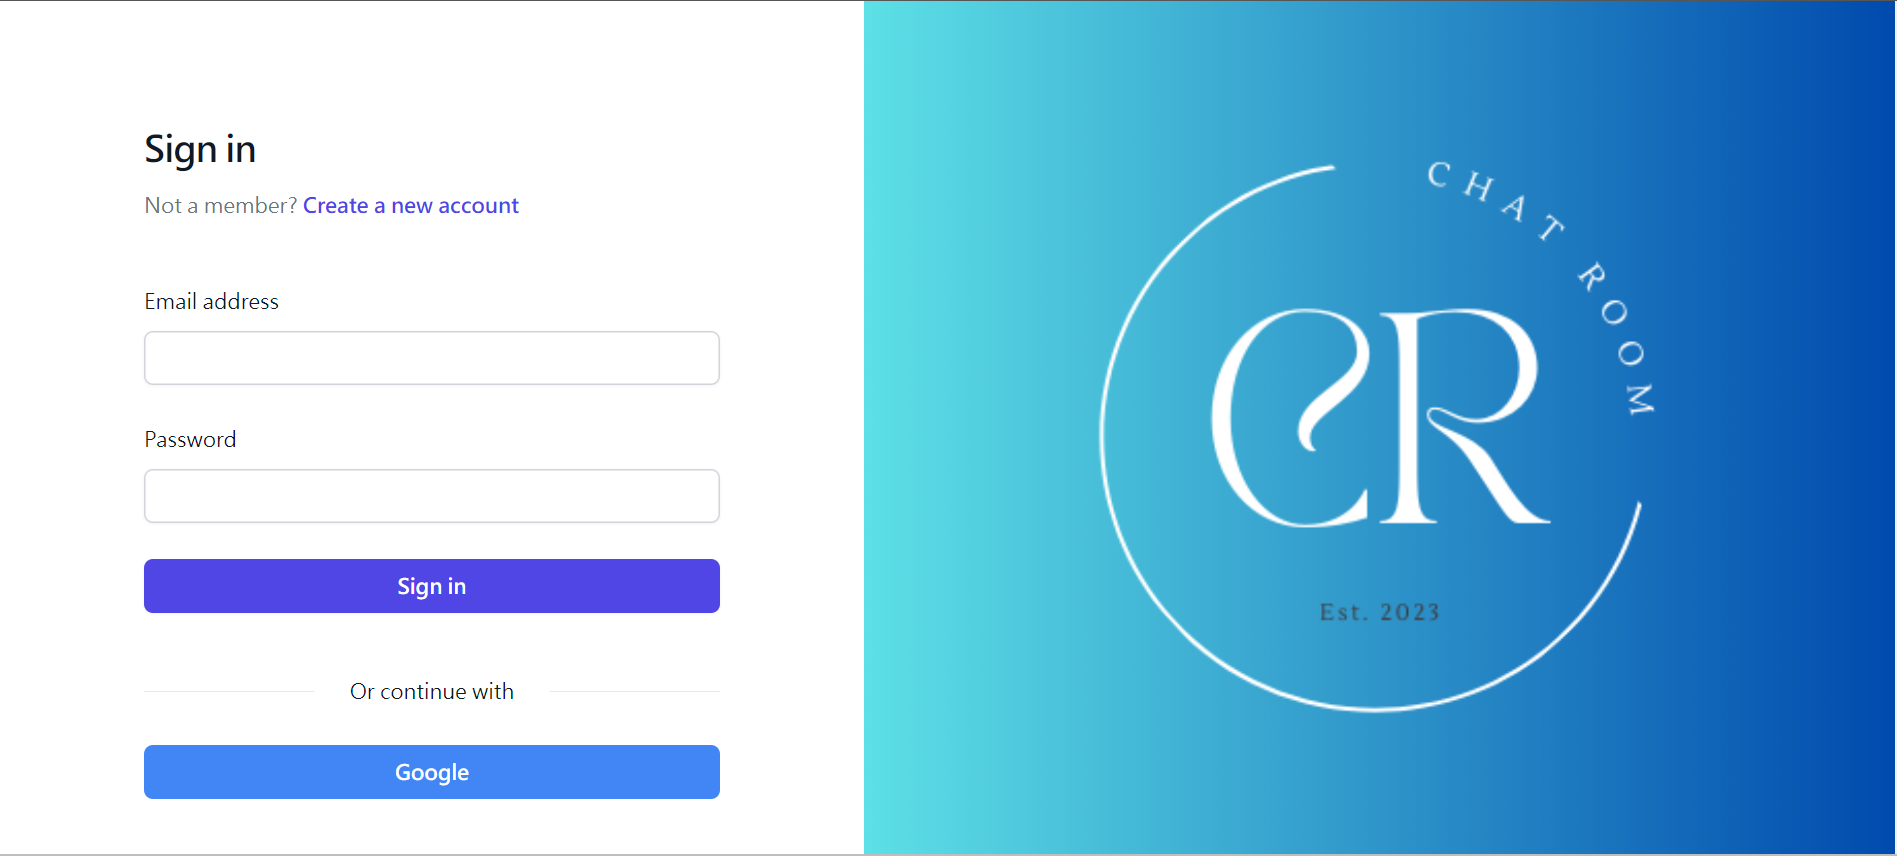 Sign in
Not a member? Create a new account
Email address
Password
Sign in
Or continue with
Google
CHAT ROOM
CR
Est. 2023